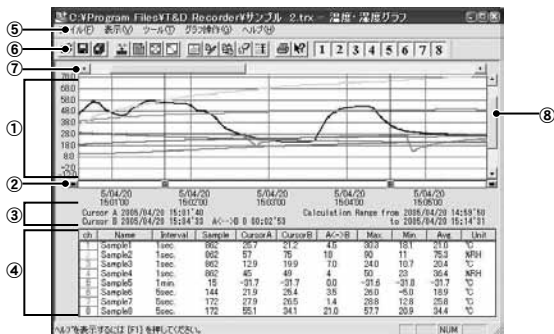 C:¥Program Files¥T&D Recorder¥サンプル 2.trx - 温度・湿度グラフ
⑤ イル(F) 表示(V) ツール(T) グラフ操作(G) ヘルプ(H)
⑥ 1 2 3 4 5 6 7 8
⑦
①
⑧
68.0
58.0
48.0
38.0
28.0
18.0
8.0
-2.0
②
5/04/20 5/04/20 5/04/20 5/04/20 5/04/20
15:01'00 15:02'00 15:03'00 15:04'00 15:05'00
③
Cursor A 2005/04/20 15:01'40 Calculation Range from 2005/04/20 14:59'50
Cursor B 2005/04/20 15:04'33 A<->B 0 00:02'53 to 2005/04/20 15:14'31
④
ch Name Interval Sample CursorA CursorB A<->B Max. Min. Avg. Unit
1 Sample1 1sec. 862 25.7 21.2 4.5 30.3 18.1 21.0 ℃
2 Sample2 1sec. 862 57 75 18 90 11 75.3 %RH
3 Sample3 1sec. 862 12.9 19.9 7.0 24.0 10.7 20.4 ℃
4 Sample4 1sec. 862 45 49 4 50 23 36.4 %RH
5 Sample5 1min. 15 -31.7 -31.7 0.0 -31.6 -31.8 -31.7 ℃
6 Sample6 6sec. 144 21.9 25.4 3.5 26.0 -5.0 18.9 ℃
7 Sample7 5sec. 172 27.9 26.5 1.4 28.8 12.8 25.8 ℃
8 Sample8 5sec. 172 55.1 34.1 21.0 57.7 20.9 34.4 ℃
ヘルプを表示するには [F1] を押してください。 NUM